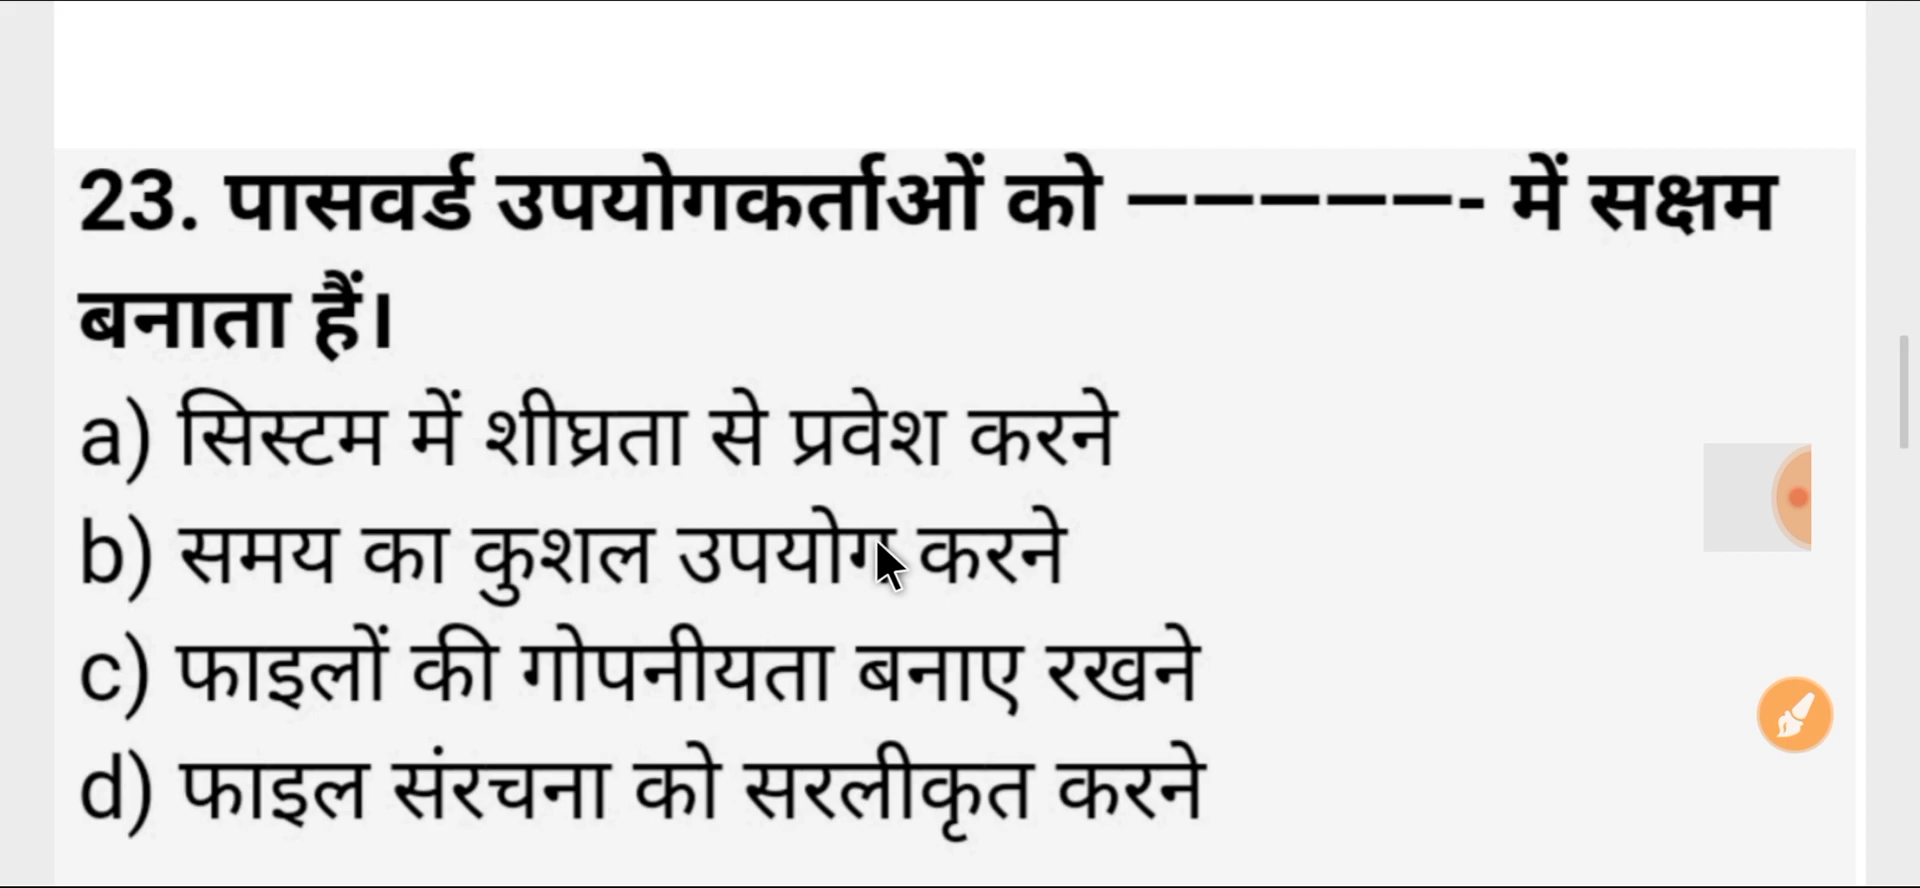 23. पासवर्ड उपयोगकर्ताओं को —————- में सक्षम
बनाता हैं।
a) सिस्टम में शीघ्रता से प्रवेश करने
b) समय का कुशल उपयोग करने
c) फाइलों की गोपनीयता बनाए रखने
d) फाइल संरचना को सरलीकृत करने